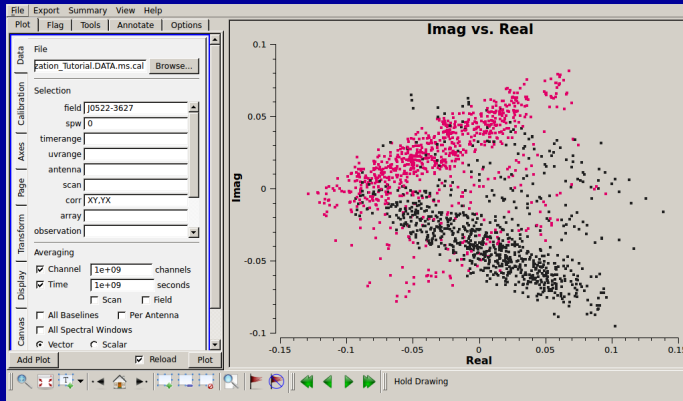 File Export Summary View Help
Plot Flag Tools Annotate Options
Data
Calibration
Axes
Page
Transform
Display
Canvas
File
zation_Tutorial.DATA.ms.cal Browse...
Selection
field J0522-3627
spw 0
timerange
uvrange
antenna
scan
corr XY,YX
array
observation
Averaging
Channel 1e+09 channels
Time 1e+09 seconds
Scan Field
All Baselines Per Antenna
All Spectral Windows
Vector Scalar
Add Plot Reload Plot
Imag vs. Real
0.1
0.05
0
-0.05
-0.1
Imag
-0.15 -0.1 -0.05 0 0.05 0.1 0.15
Real
Hold Drawing